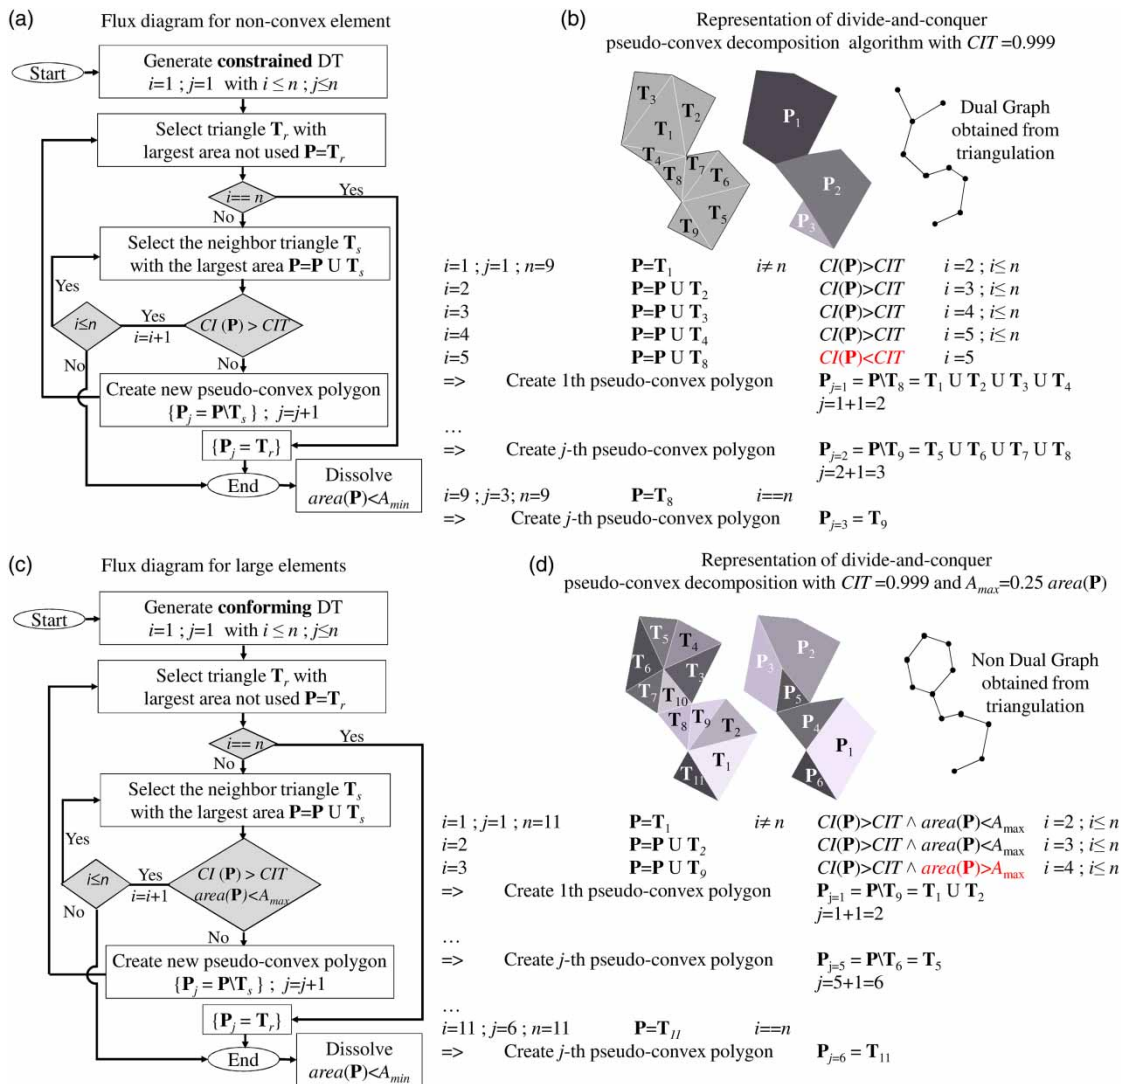 (a)
Flux diagram for non-convex element
Start
Generate constrained DT
i=1 ; j=1 with i ≤ n ; j≤n
Select triangle Tr with
largest area not used P=Tr
i== n
Yes
No
Select the neighbor triangle Ts
with the largest area P=P U Ts
Yes
i≤n
Yes
i=i+1
CI (P) > CIT
No
No
Create new pseudo-convex polygon
{Pj = P\Ts } ; j=j+1
{Pj = Tr}
End
Dissolve
area(P)<Amin
(b)
Representation of divide-and-conquer
pseudo-convex decomposition algorithm with CIT =0.999
T3
T2
T1
T4
T7
T8
T6
T5
T9
P1
P2
P3
Dual Graph
obtained from
triangulation
i=1 ; j=1 ; n=9 P=T1 i≠ n CI(P)>CIT i =2 ; i≤ n
i=2 P=P U T2 CI(P)>CIT i =3 ; i≤ n
i=3 P=P U T3 CI(P)>CIT i =4 ; i≤ n
i=4 P=P U T4 CI(P)>CIT i =5 ; i≤ n
i=5 P=P U T8 CI(P)<CIT i =5
=> Create 1th pseudo-convex polygon Pj=1 = P\T8 = T1 U T2 U T3 U T4
j=1+1=2
...
=> Create j-th pseudo-convex polygon Pj=2 = P\T9 = T5 U T6 U T7 U T8
j=2+1=3
i=9 ; j=3; n=9 P=T8 i==n
=> Create j-th pseudo-convex polygon Pj=3 = T9
(c)
Flux diagram for large elements
Start
Generate conforming DT
i=1 ; j=1 with i ≤ n ; j≤n
Select triangle Tr with
largest area not used P=Tr
i== n
Yes
No
Select the neighbor triangle Ts
with the largest area P=P U Ts
Yes
i≤n
Yes
i=i+1
CI (P) > CIT
area(P)<Amax
No
No
Create new pseudo-convex polygon
{Pj = P\Ts } ; j=j+1
{Pj = Tr}
End
Dissolve
area(P)<Amin
(d)
Representation of divide-and-conquer
pseudo-convex decomposition with CIT =0.999 and Amax=0.25 area(P)
T5
T4
T6
T3
T7
T10
T8
T9
T2
T1
T11
P2
P3
P5
P4
P1
P6
Non Dual Graph
obtained from
triangulation
i=1 ; j=1 ; n=11 P=T1 i≠ n CI(P)>CIT ∧ area(P)<Amax i =2 ; i≤ n
i=2 P=P U T2 CI(P)>CIT ∧ area(P)<Amax i =3 ; i≤ n
i=3 P=P U T9 CI(P)>CIT ∧ area(P)>Amax i=4 ; i≤ n
=> Create 1th pseudo-convex polygon Pj=1 = P\T9 = T1 U T2
j=1+1=2
...
=> Create j-th pseudo-convex polygon Pj=5 = P\T6 = T5
j=5+1=6
...
i=11 ; j=6 ; n=11 P=T11 i==n
=> Create j-th pseudo-convex polygon Pj=6 = T11